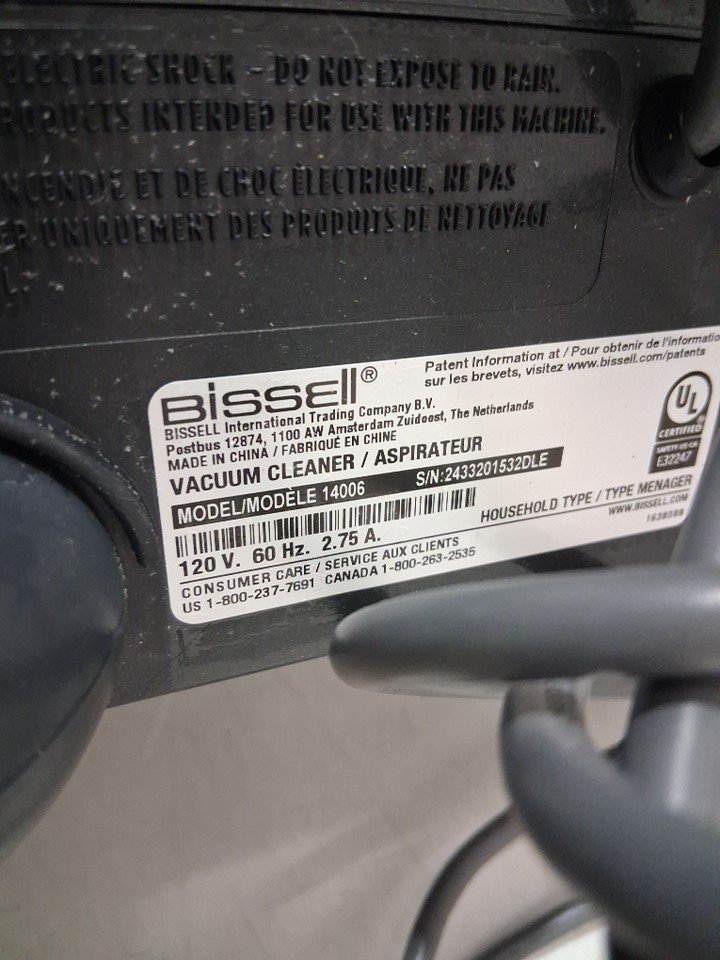 ELECTRIC SHOCK – DO NOT EXPOSE TO RAIN.
PRODUCTS INTENDED FOR USE WITH THIS MACHINE.
INCENDIE ET DE CHOC ÉLECTRIQUE, NE PAS
UNIQUEMENT DES PRODUITS DE NETTOYAGE
BISSELL®
Patent Information at / Pour obtenir de l'informatio
sur les brevets, visitez www.bissell.com/patents
BISSELL International Trading Company B.V.
Postbus 12874, 1100 AW Amsterdam Zuidoost, The Netherlands
MADE IN CHINA / FABRIQUÉ EN CHINE
VACUUM CLEANER / ASPIRATEUR
MODEL/MODÈLE 14006 S/N:2433201532DLE
UL
CERTIFIED
SAFETY US-CA
E32247
120 V. 60 Hz. 2.75 A.
HOUSEHOLD TYPE / TYPE MENAGER
WWW.BISSELL.COM
1638088
CONSUMER CARE / SERVICE AUX CLIENTS
US 1-800-237-7691 CANADA 1-800-263-2535